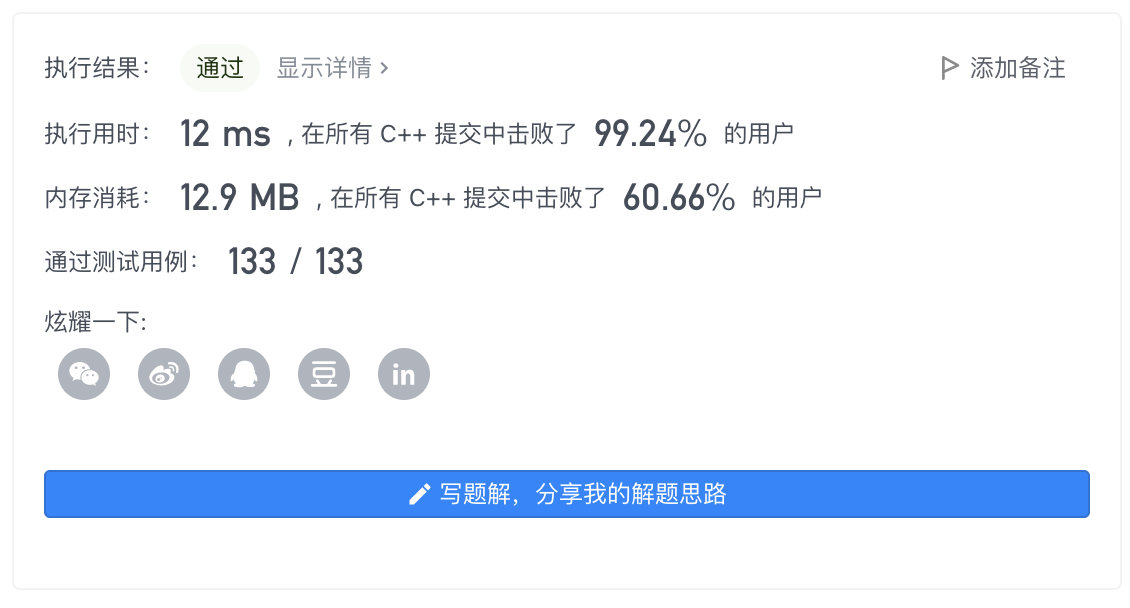 执行结果： 通过 显示详情 › 添加备注
执行用时： 12 ms , 在所有 C++ 提交中击败了 99.24% 的用户
内存消耗： 12.9 MB , 在所有 C++ 提交中击败了 60.66% 的用户
通过测试用例： 133 / 133
炫耀一下:
豆 in
写题解，分享我的解题思路